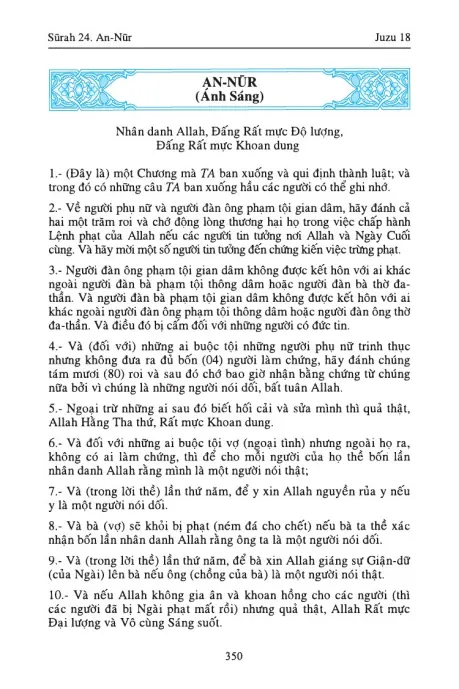 Sūrah 24. An-Nūr Juzu 18
AN-NŪR
(Ánh Sáng)
Nhân danh Allah, Đấng Rất mực Độ lượng,
Đấng Rất mực Khoan dung
1.- (Đây là) một Chương mà TA ban xuống và qui định thành luật; và
trong đó có những câu TA ban xuống hầu các người có thể ghi nhớ.
2.- Về người phụ nữ và người đàn ông phạm tội gian dâm, hãy đánh cả
hai một trăm roi và chớ động lòng thương hại họ trong việc chấp hành
Lệnh phạt của Allah nếu các người tin tưởng nơi Allah và Ngày Cuối
cùng. Và hãy mời một số người tin tưởng đến chứng kiến việc trừng phạt.
3.- Người đàn ông phạm tội gian dâm không được kết hôn với ai khác
ngoài người đàn bà phạm tội thông dâm hoặc người đàn bà thờ đa-
thần. Và người đàn bà phạm tội gian dâm không được kết hôn với ai
khác ngoài người đàn ông phạm tội thông dâm hoặc người đàn ông thờ
đa-thần. Và điều đó bị cấm đối với những người có đức tin.
4.- Và (đối với) những ai buộc tội những người phụ nữ trinh thục
nhưng không đưa ra đủ bốn (04) người làm chứng, hãy đánh chúng
tám mươi (80) roi và sau đó chớ bao giờ nhận bằng chứng từ chúng
nữa bởi vì chúng là những người nói dối, bất tuân Allah.
5.- Ngoại trừ những ai sau đó biết hối cải và sửa mình thì quả thật,
Allah Hằng Tha thứ, Rất mực Khoan dung.
6.- Và đối với những ai buộc tội vợ (ngoại tình) nhưng ngoài họ ra,
không có ai làm chứng, thì để cho mỗi người của họ thề bốn lần
nhân danh Allah rằng mình là một người nói thật;
7.- Và (trong lời thề) lần thứ năm, để y xin Allah nguyền rủa y nếu
y là một người nói dối.
8.- Và bà (vợ) sẽ khỏi bị phạt (ném đá cho chết) nếu bà ta thề xác
nhận bốn lần nhân danh Allah rằng ông ta là một người nói dối.
9.- Và (trong lời thề) lần thứ năm, để bà xin Allah giáng sự Giận-dữ
(của Ngài) lên bà nếu ông (chồng của bà) là một người nói thật.
10.- Và nếu Allah không gia ân và khoan hồng cho các người (thì
các người đã bị Ngài phạt mất rồi) nhưng quả thật, Allah Rất mực
Đại lượng và Vô cùng Sáng suốt.
350